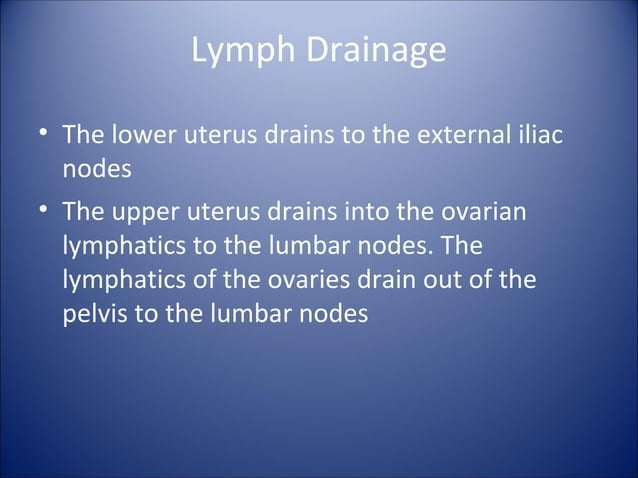 Lymph Drainage
• The lower uterus drains to the external iliac
nodes
• The upper uterus drains into the ovarian
lymphatics to the lumbar nodes. The
lymphatics of the ovaries drain out of the
pelvis to the lumbar nodes